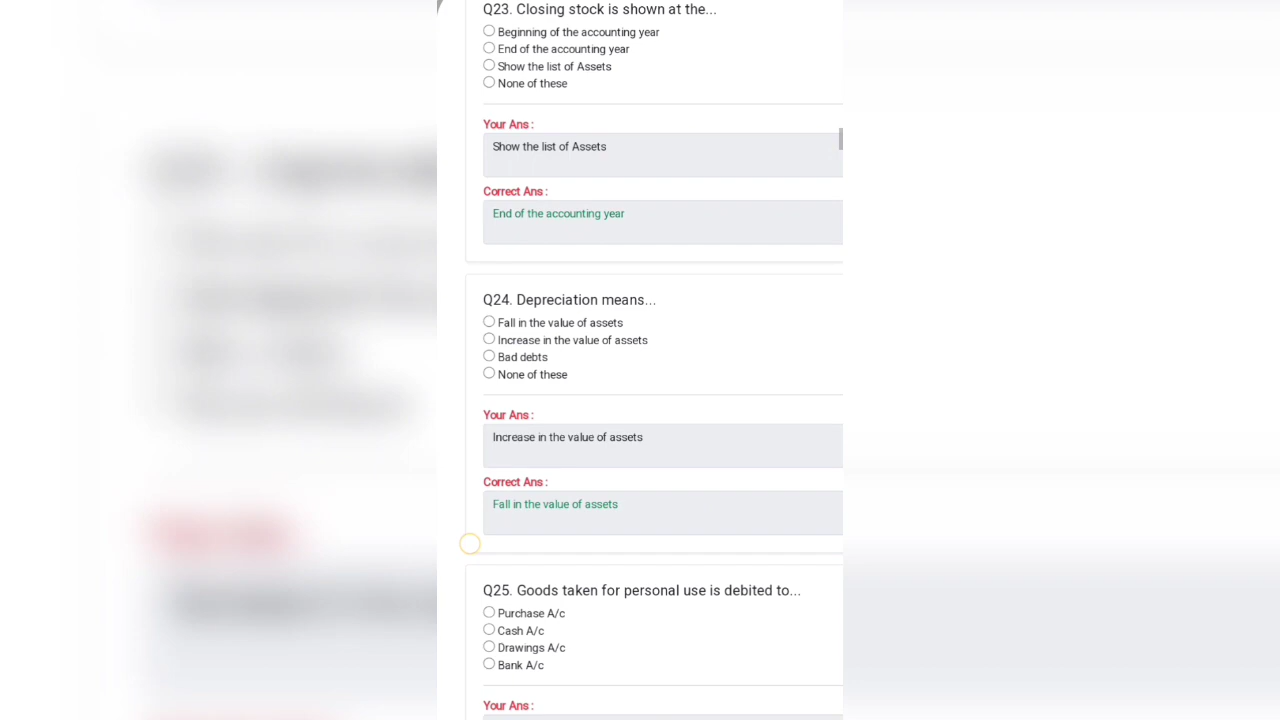 Q23. Closing stock is shown at the...
Beginning of the accounting year
End of the accounting year
Show the list of Assets
None of these
Your Ans :
Show the list of Assets
Correct Ans :
End of the accounting year
Q24. Depreciation means...
Fall in the value of assets
Increase in the value of assets
Bad debts
None of these
Your Ans :
Increase in the value of assets
Correct Ans :
Fall in the value of assets
Q25. Goods taken for personal use is debited to...
Purchase A/c
Cash A/c
Drawings A/c
Bank A/c
Your Ans :